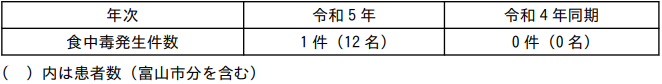 年次 令和5年 令和4年同期
食中毒発生件数 1件（12名） 0件（0名）
（　）内は患者数（富山市分を含む）